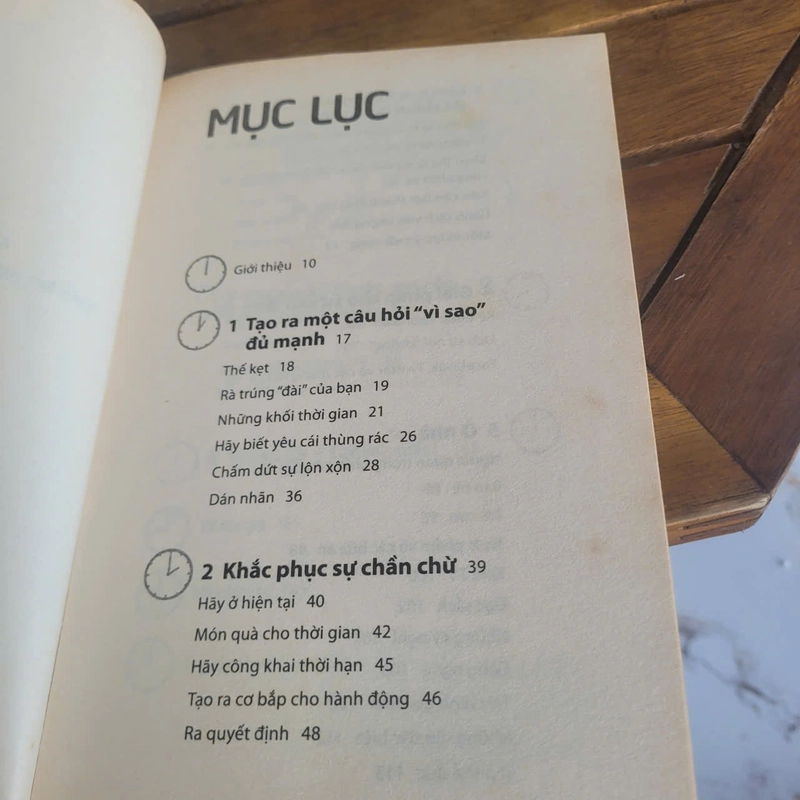 MỤC LỤC
Giới thiệu 10
1 Tạo ra một câu hỏi "vì sao"
đủ mạnh 17
Thế kẹt 18
Rà trúng "đài" của bạn 19
Những khối thời gian 21
Hãy biết yêu cái thùng rác 26
Chấm dứt sự lộn xộn 28
Dán nhãn 36
2 Khắc phục sự chần chừ 39
Hãy ở hiện tại 40
Món quà cho thời gian 42
Hãy công khai thời hạn 45
Tạo ra cơ bắp cho hành động 46
Ra quyết định 48